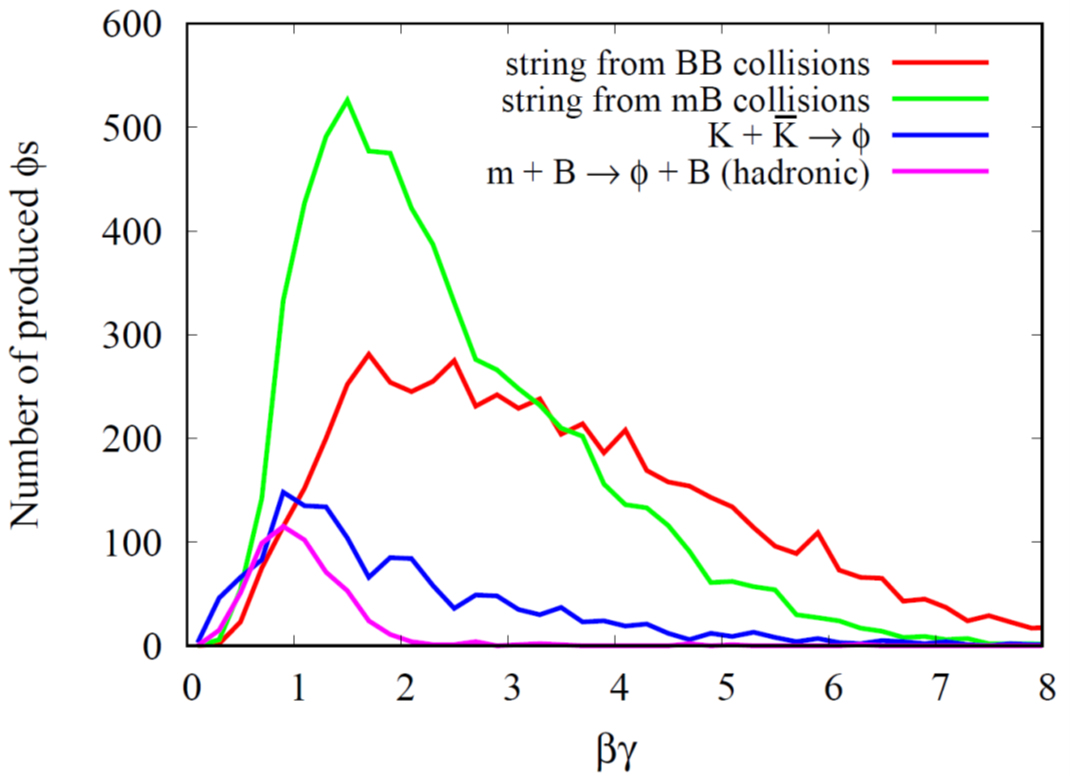 600
500
400
300
200
100
0
Number of produced ϕs
string from BB collisions
string from mB collisions
K + K̅ → ϕ
m + B → ϕ + B (hadronic)
0 1 2 3 4 5 6 7 8
βγ